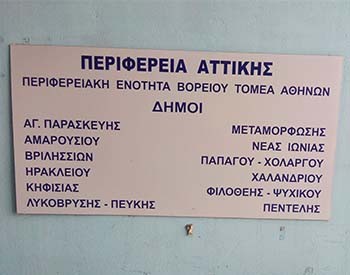 ΠΕΡΙΦΕΡΕΙΑ ΑΤΤΙΚΗΣ
ΠΕΡΙΦΕΡΕΙΑΚΗ ΕΝΟΤΗΤΑ ΒΟΡΕΙΟΥ ΤΟΜΕΑ ΑΘΗΝΩΝ
ΔΗΜΟΙ
ΑΓ. ΠΑΡΑΣΚΕΥΗΣ
ΑΜΑΡΟΥΣΙΟΥ
ΒΡΙΛΗΣΣΙΩΝ
ΗΡΑΚΛΕΙΟΥ
ΚΗΦΙΣΙΑΣ
ΛΥΚΟΒΡΥΣΗΣ - ΠΕΥΚΗΣ
ΜΕΤΑΜΟΡΦΩΣΗΣ
ΝΕΑΣ ΙΩΝΙΑΣ
ΠΑΠΑΓΟΥ - ΧΟΛΑΡΓΟΥ
ΧΑΛΑΝΔΡΙΟΥ
ΦΙΛΟΘΕΗΣ - ΨΥΧΙΚΟΥ
ΠΕΝΤΕΛΗΣ